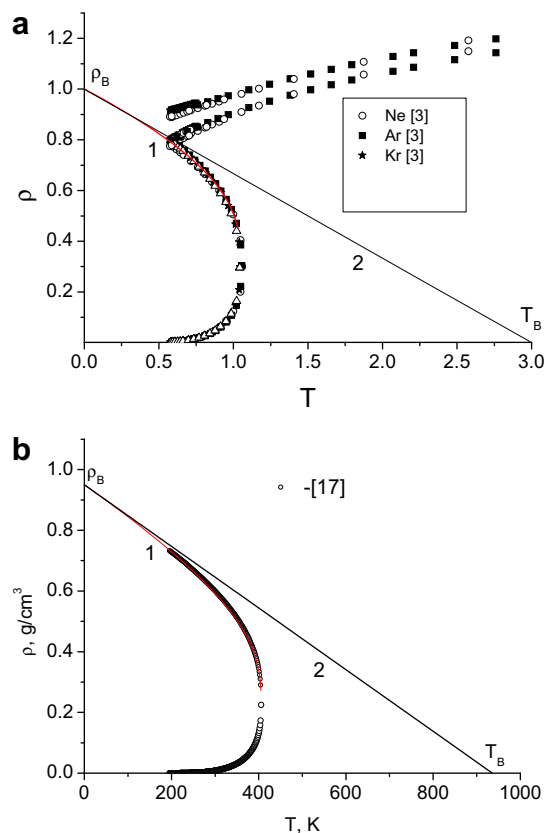 a
1.2
1.0
0.8
0.6
0.4
0.2
ρ
ρB
1
2
TB
Ne [3]
Ar [3]
Kr [3]
0.0 0.5 1.0 1.5 2.0 2.5 3.0
T
b
1.0
0.8
0.6
0.4
0.2
0.0
ρ, g/cm³
ρB
1
2
TB
-[17]
0 200 400 600 800 1000
T, K